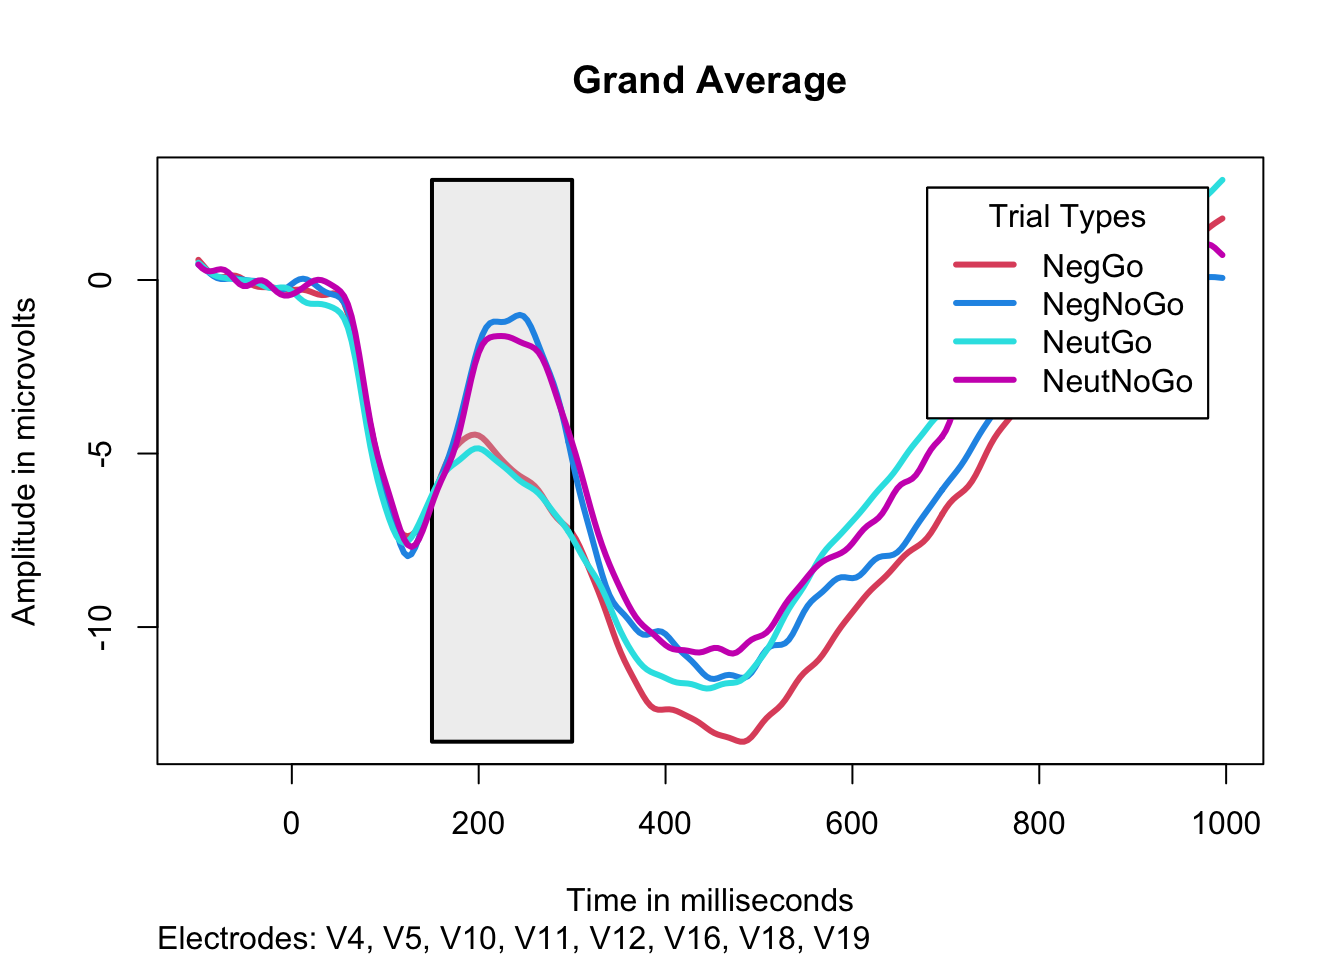 Grand Average
Amplitude in microvolts
0
-5
-10
Trial Types
NegGo
NegNoGo
NeutGo
NeutNoGo
0 200 400 600 800 1000
Time in milliseconds
Electrodes: V4, V5, V10, V11, V12, V16, V18, V19